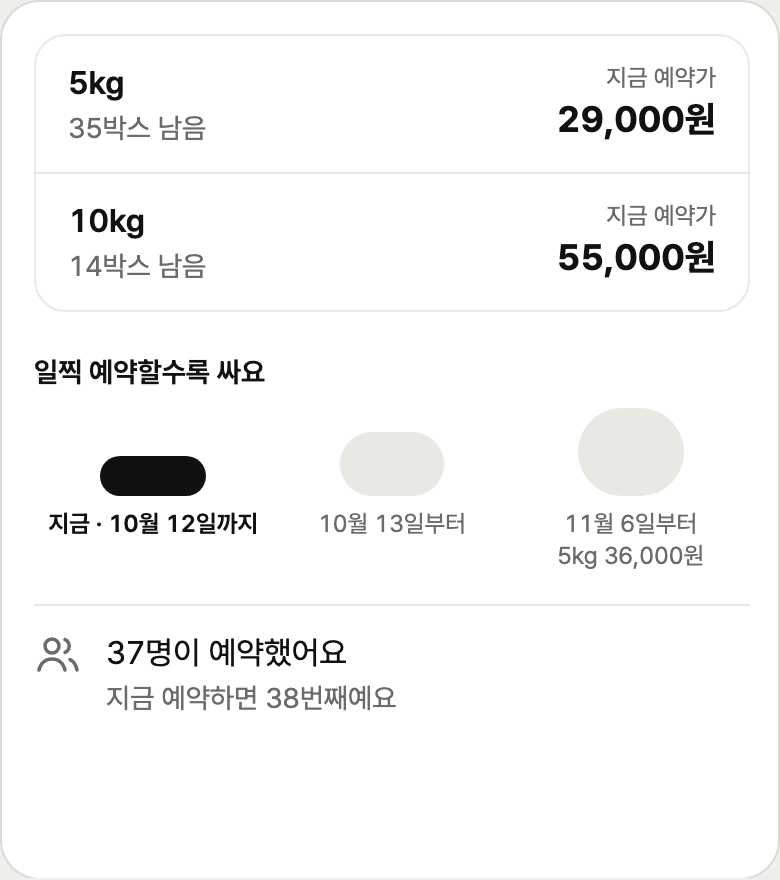 5kg
지금 예약가
35박스 남음
29,000원
10kg
지금 예약가
14박스 남음
55,000원
일찍 예약할수록 싸요
지금 · 10월 12일까지
10월 13일부터
11월 6일부터
5kg 36,000원
37명이 예약했어요
지금 예약하면 38번째예요